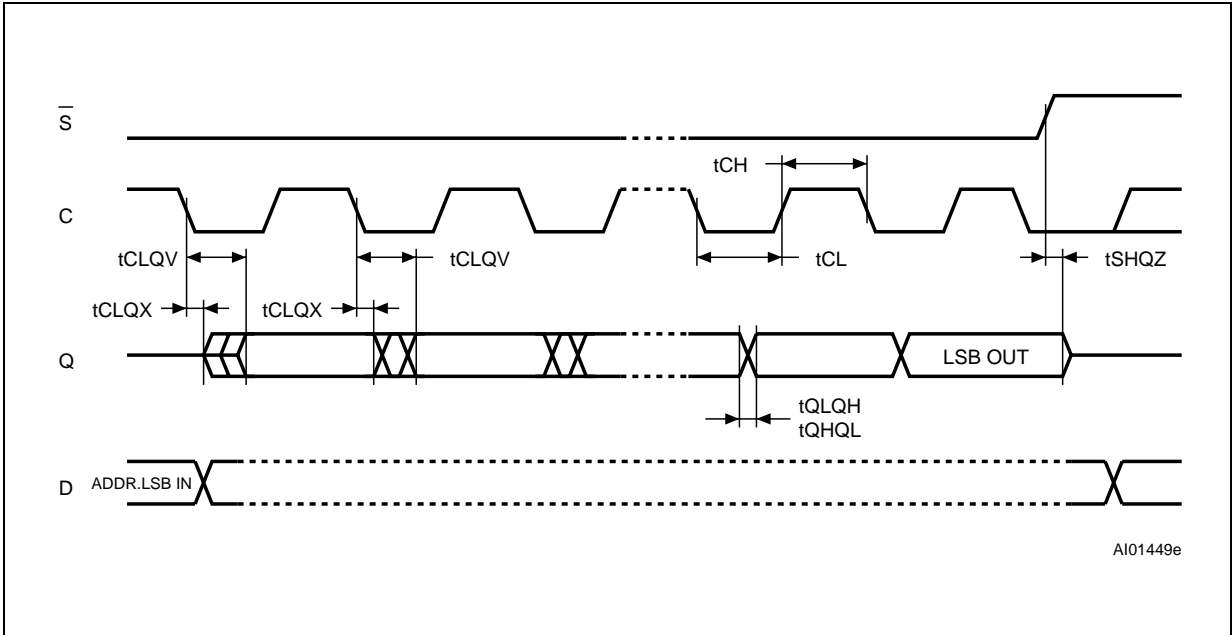 S
tCH
C
tCLQV
tCLQV
tCL
tSHQZ
tCLQX
tCLQX
Q
LSB OUT
tQLQH
tQHQL
D
ADDR.LSB IN
AI01449e